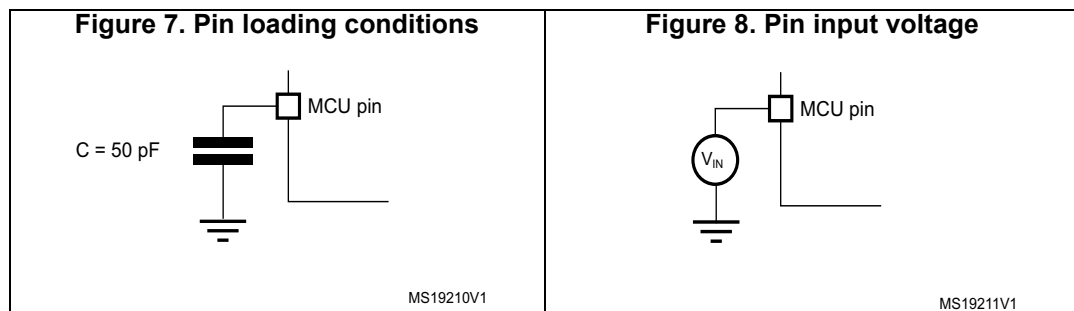 Figure 7. Pin loading conditions
MCU pin
C = 50 pF
MS19210V1
Figure 8. Pin input voltage
MCU pin
VIN
MS19211V1